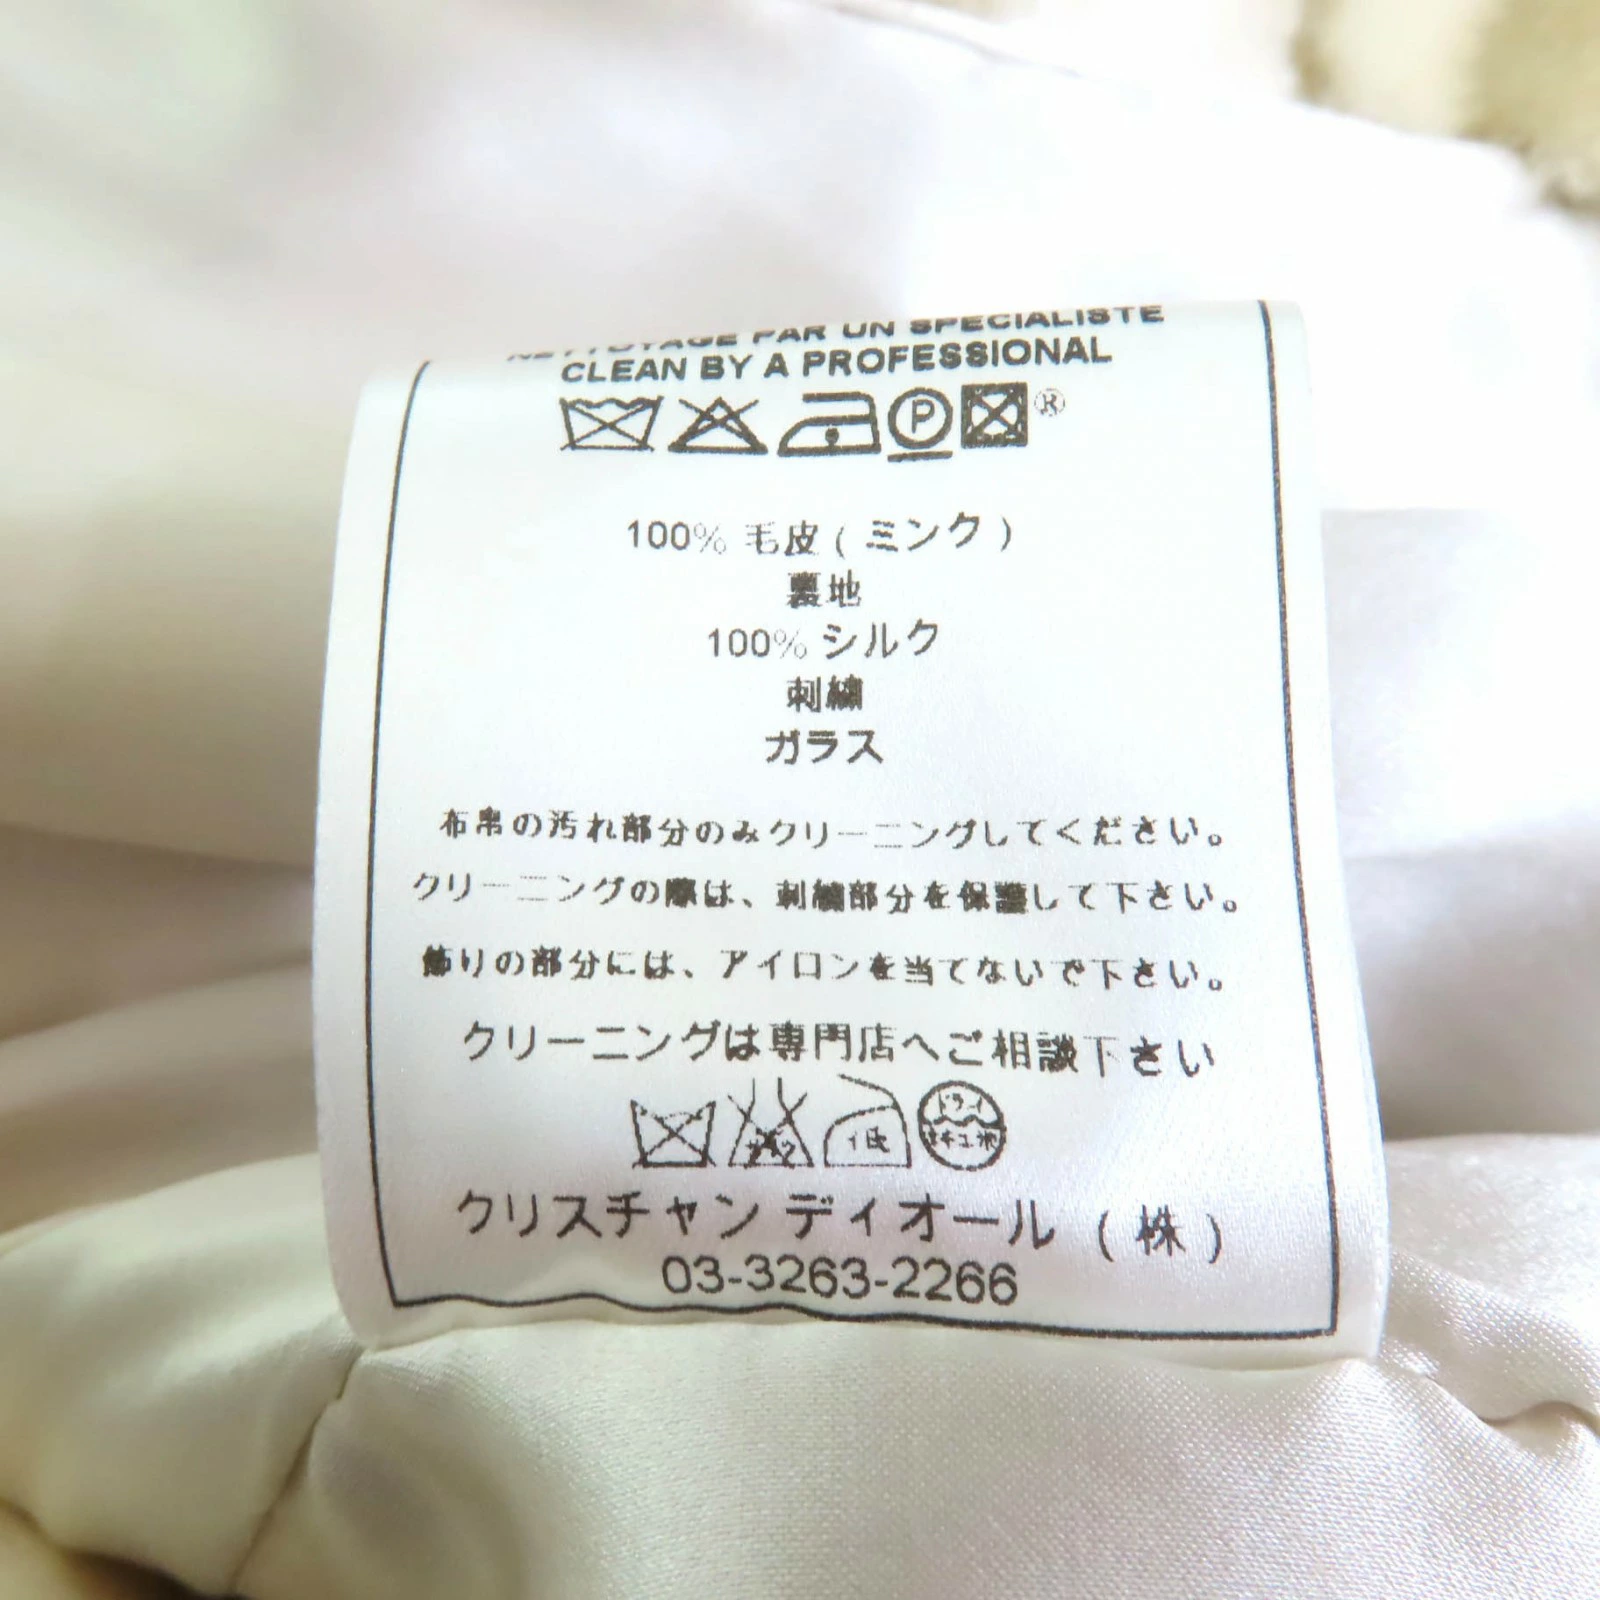 NETTOYAGE PAR UN SPECIALISTE
CLEAN BY A PROFESSIONAL
P ®
100% 毛皮 ( ミンク )
裏地
100% シルク
刺繍
ガラス
布帛の汚れ部分のみクリーニングしてください。
クリーニングの際は、刺繍部分を保護して下さい。
飾りの部分には、アイロンを当てないで下さい。
クリーニングは専門店へご相談下さい
低 ドライ
クリスチャン ディオール ( 株 )
03-3263-2266